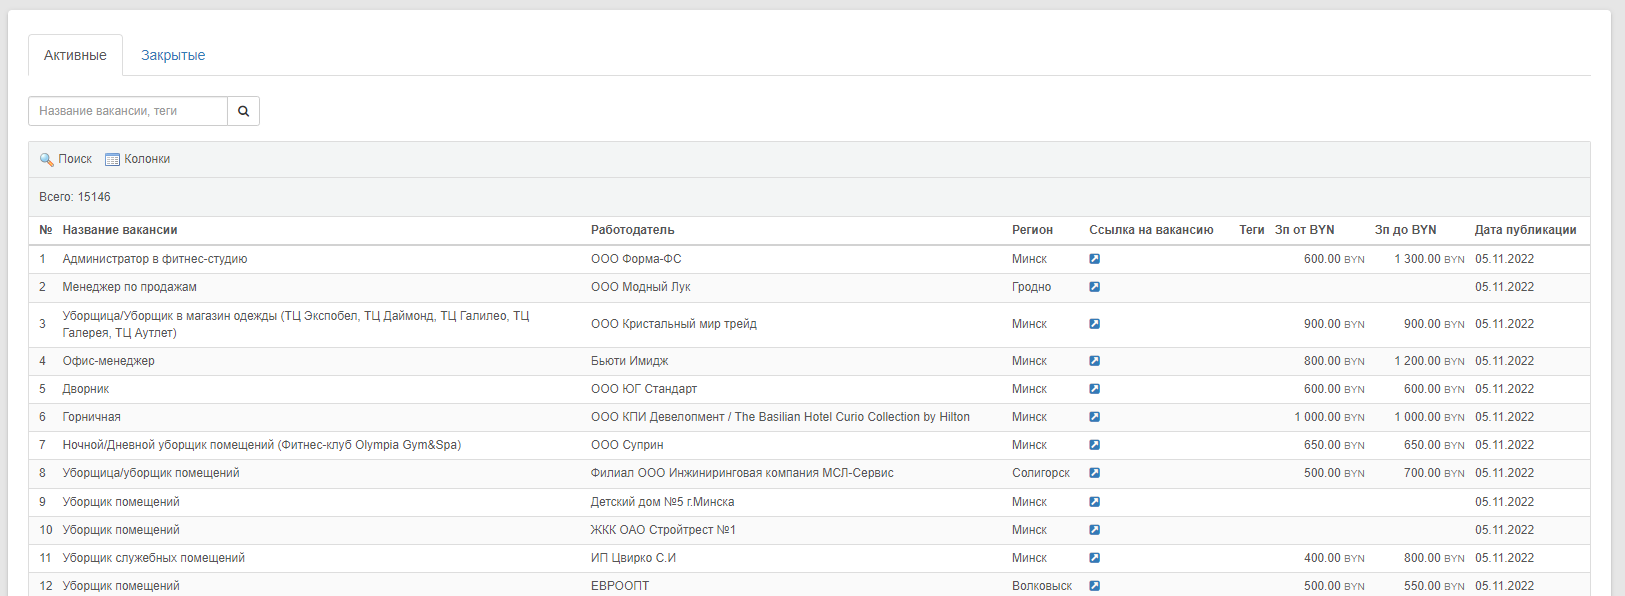 Активные Закрытые
Название вакансии, теги
Поиск Колонки
Всего: 15146
№ Название вакансии Работодатель Регион Ссылка на вакансию Теги Зп от BYN Зп до BYN Дата публикации
1 Администратор в фитнес-студию ООО Форма-ФС Минск 600.00 BYN 1 300.00 BYN 05.11.2022
2 Менеджер по продажам ООО Модный Лук Гродно 05.11.2022
3 Уборщица/Уборщик в магазин одежды (ТЦ Экспобел, ТЦ Даймонд, ТЦ Галилео, ТЦ
Галерея, ТЦ Аутлет) ООО Кристальный мир трейд Минск 900.00 BYN 900.00 BYN 05.11.2022
4 Офис-менеджер Бьюти Имидж Минск 800.00 BYN 1 200.00 BYN 05.11.2022
5 Дворник ООО ЮГ Стандарт Минск 600.00 BYN 600.00 BYN 05.11.2022
6 Горничная ООО КПИ Девелопмент / The Basilian Hotel Curio Collection by Hilton Минск 1 000.00 BYN 1 000.00 BYN 05.11.2022
7 Ночной/Дневной уборщик помещений (Фитнес-клуб Olympia Gym&Spa) ООО Суприн Минск 650.00 BYN 650.00 BYN 05.11.2022
8 Уборщица/уборщик помещений Филиал ООО Инжиниринговая компания МСЛ-Сервис Солигорск 500.00 BYN 700.00 BYN 05.11.2022
9 Уборщик помещений Детский дом №5 г.Минска Минск 05.11.2022
10 Уборщик помещений ЖКК ОАО Стройтрест №1 Минск 05.11.2022
11 Уборщик служебных помещений ИП Цвирко С.И Минск 400.00 BYN 800.00 BYN 05.11.2022
12 Уборщик помещений ЕВРООПТ Волковыск 500.00 BYN 550.00 BYN 05.11.2022